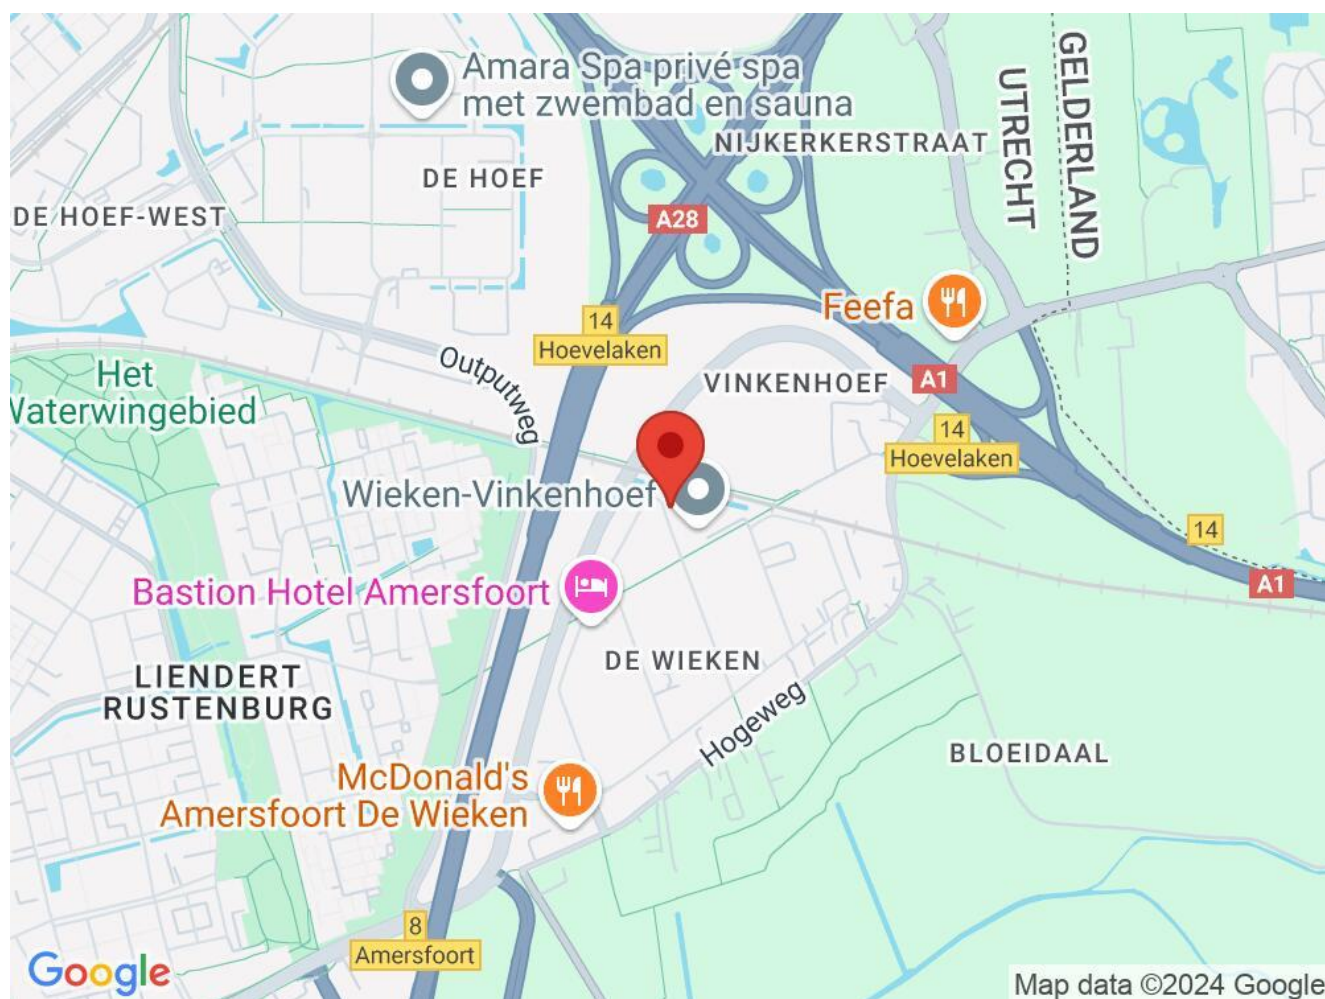 Amara Spa privé spa
met zwembad en sauna
NIJKERKERSTRAAT
GELDERLAND
UTRECHT
DE HOEF
DE HOEF-WEST
A28
Feefa
14
Hoevelaken
Outputweg
VINKENHOEF
A1
Het
Waterwingebied
14
Hoevelaken
Wieken-Vinkenhoef
14
A1
Bastion Hotel Amersfoort
DE WIEKEN
LIENDERT
RUSTENBURG
Hogeweg
BLOEIDAAL
McDonald's
Amersfoort De Wieken
8
Amersfoort
Google
Map data ©2024 Google